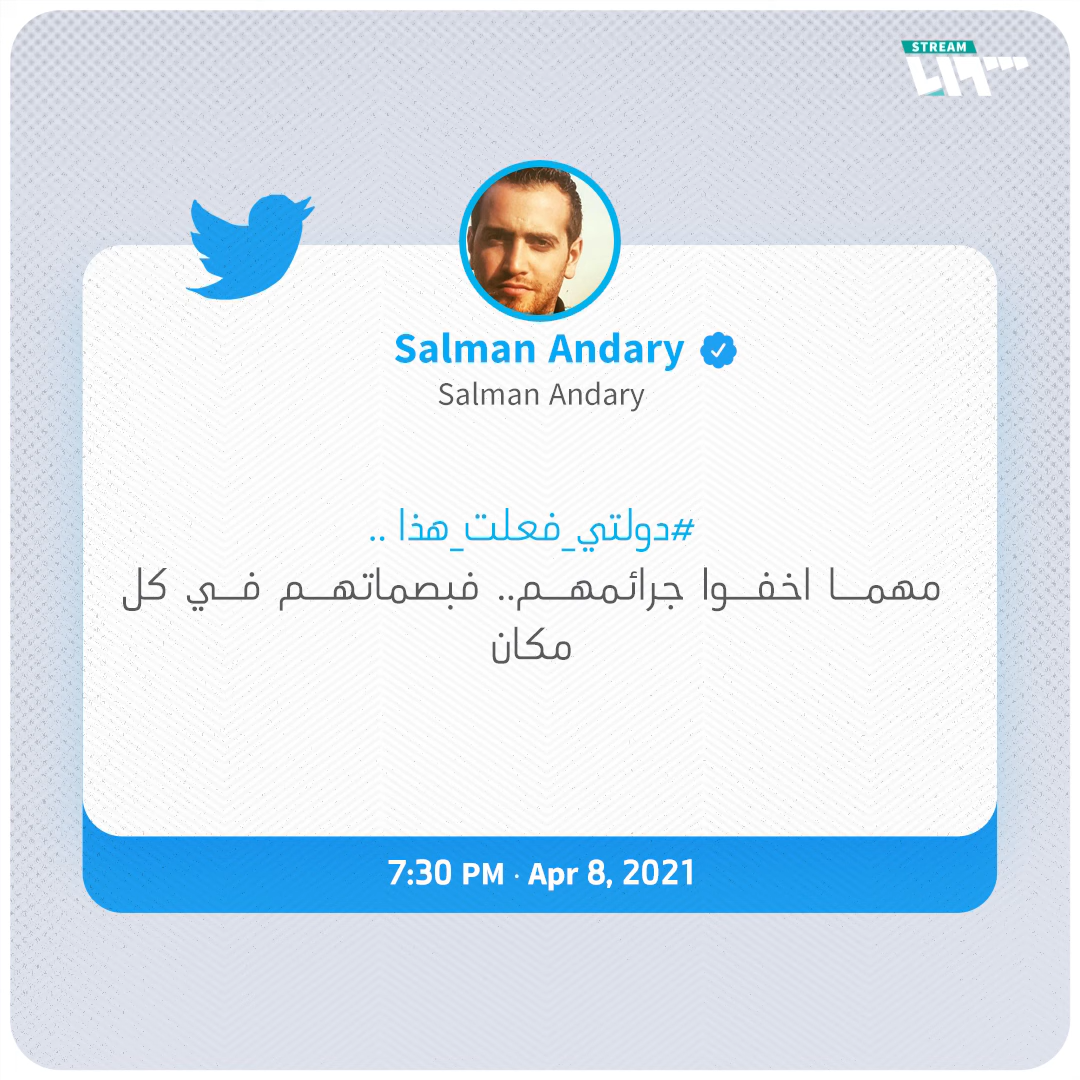 STREAM
Salman Andary
Salman Andary
#دولتي_فعلت_هذا ..
مهما اخفوا جرائمهم.. فبصماتهم في كل
مكان
7:30 PM · Apr 8, 2021